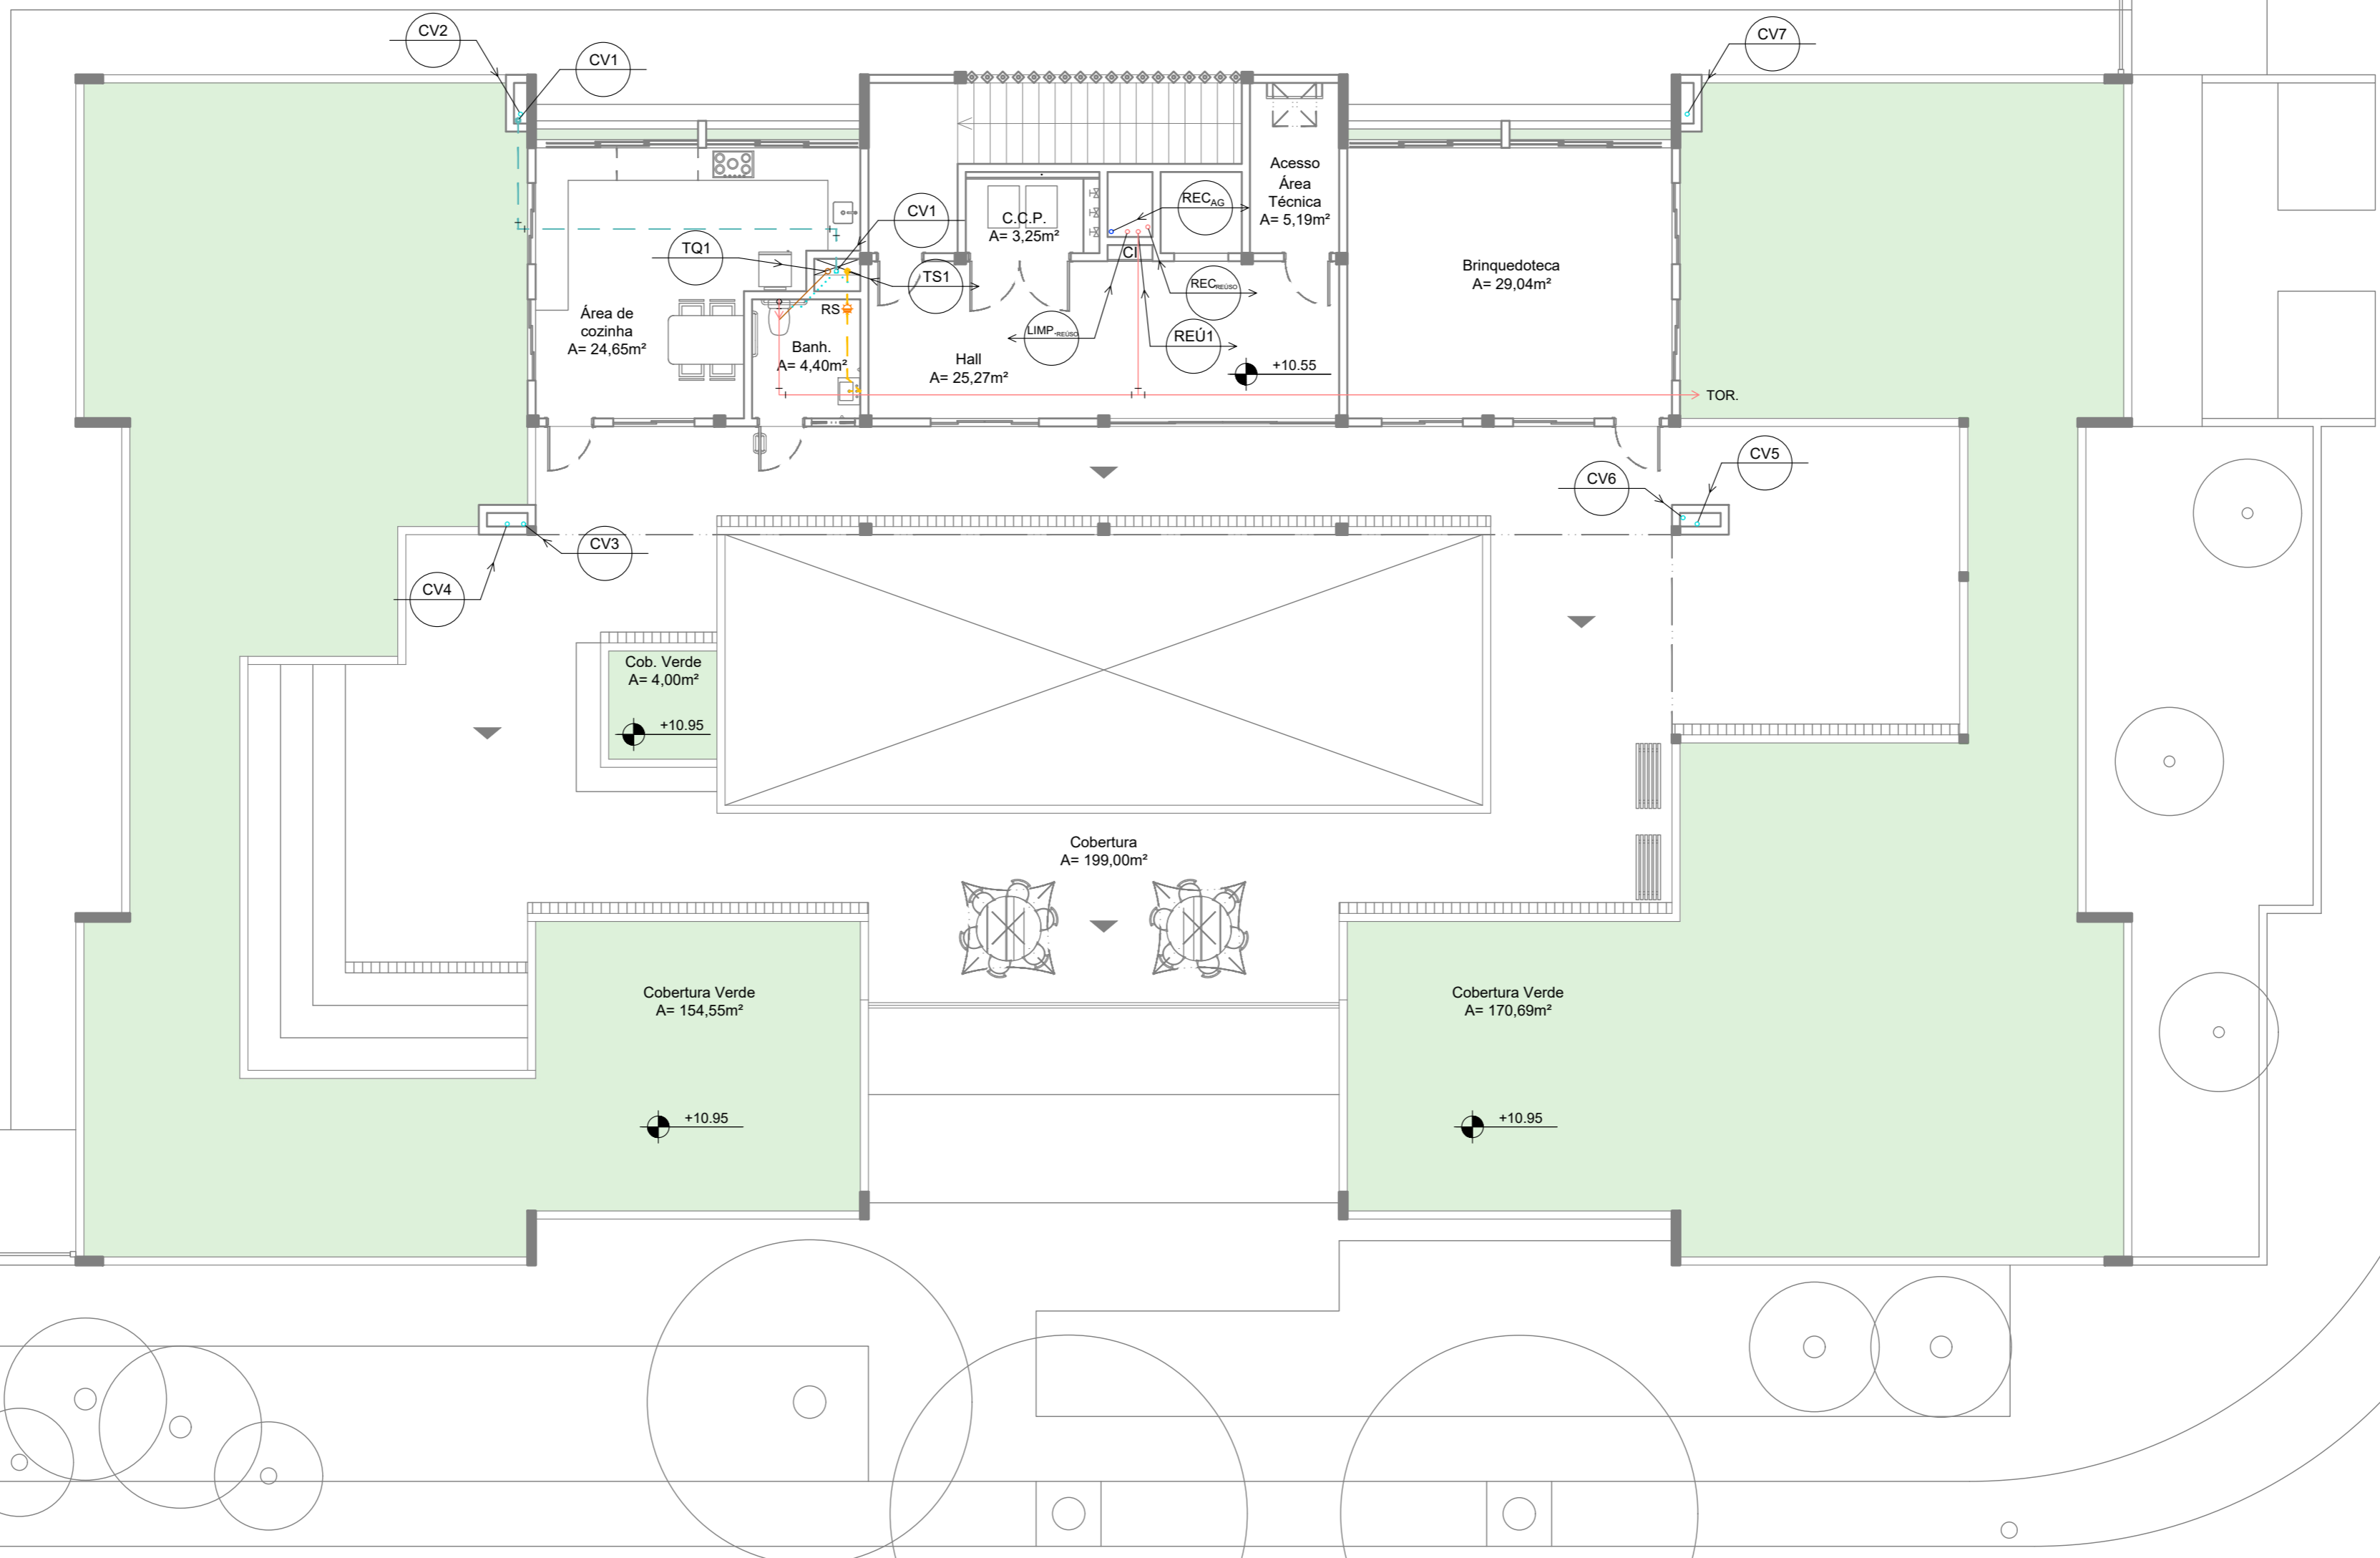 CV2
CV1
CV7
Acesso
Área
Técnica
A= 5,19m²
CV1
C.C.P.
A= 3,25m²
REC AG
TQ1
TS1
CI
Brinquedoteca
A= 29,04m²
REC REÚSO
RS
Área de
cozinha
A= 24,65m²
Banh.
A= 4,40m²
LIMP.-REÚSO
REÚ1
Hall
A= 25,27m²
+10.55
TOR.
CV5
CV6
CV3
CV4
Cob. Verde
A= 4,00m²
+10.95
Cobertura
A= 199,00m²
Cobertura Verde
A= 154,55m²
Cobertura Verde
A= 170,69m²
+10.95
+10.95